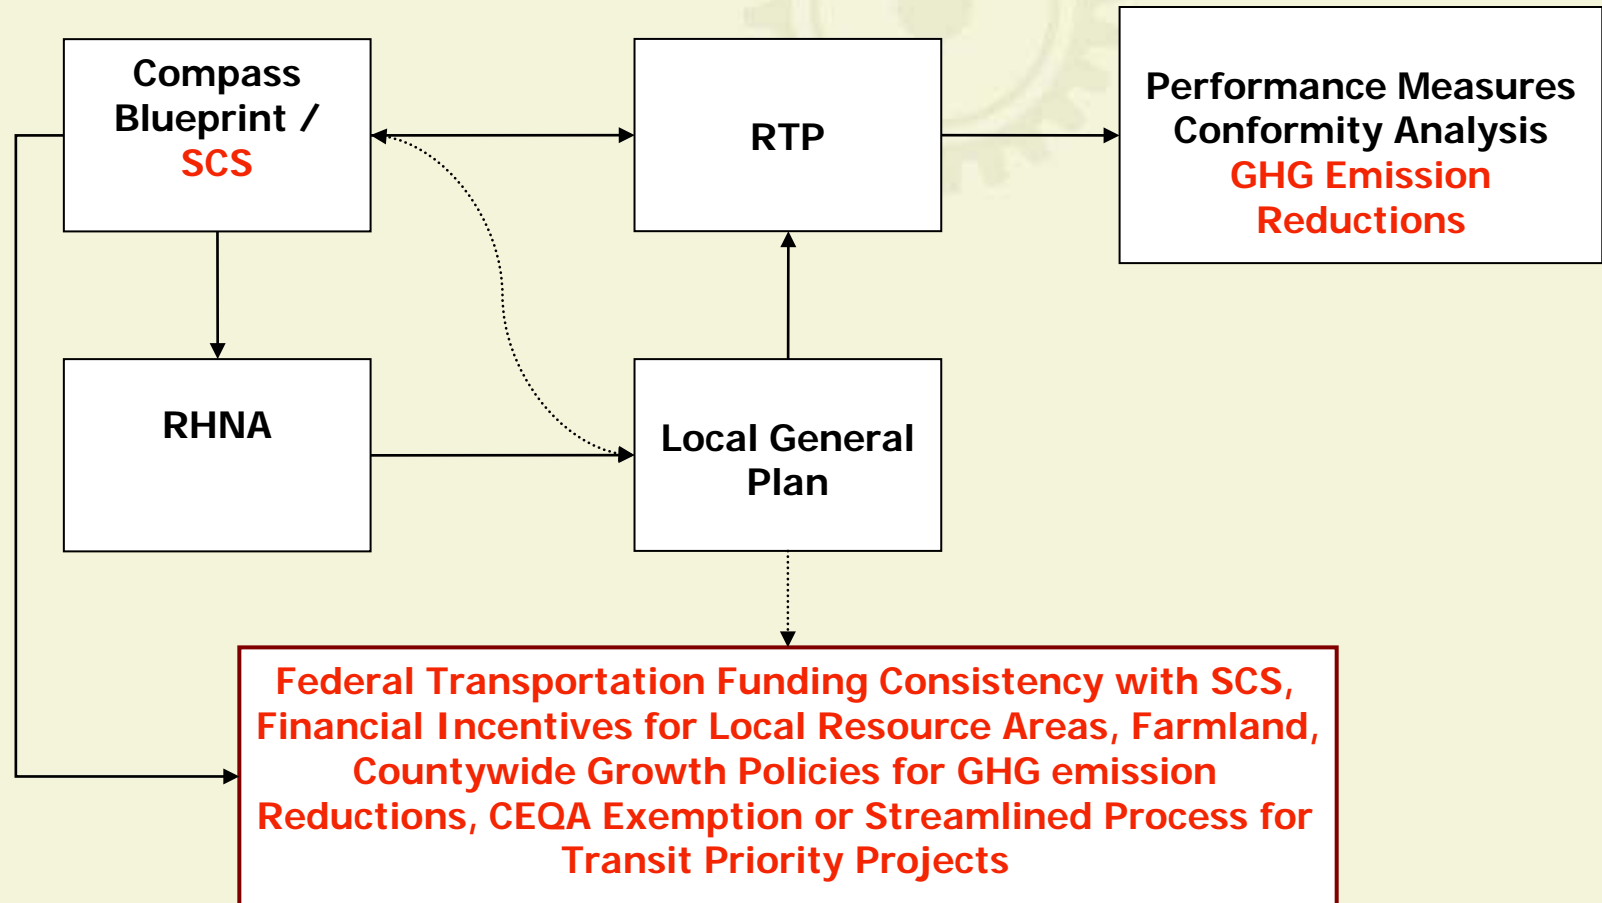 Compass
Blueprint /
SCS
RTP
Performance Measures
Conformity Analysis
GHG Emission
Reductions
RHNA
Local General
Plan
Federal Transportation Funding Consistency with SCS,
Financial Incentives for Local Resource Areas, Farmland,
Countywide Growth Policies for GHG emission
Reductions, CEQA Exemption or Streamlined Process for
Transit Priority Projects